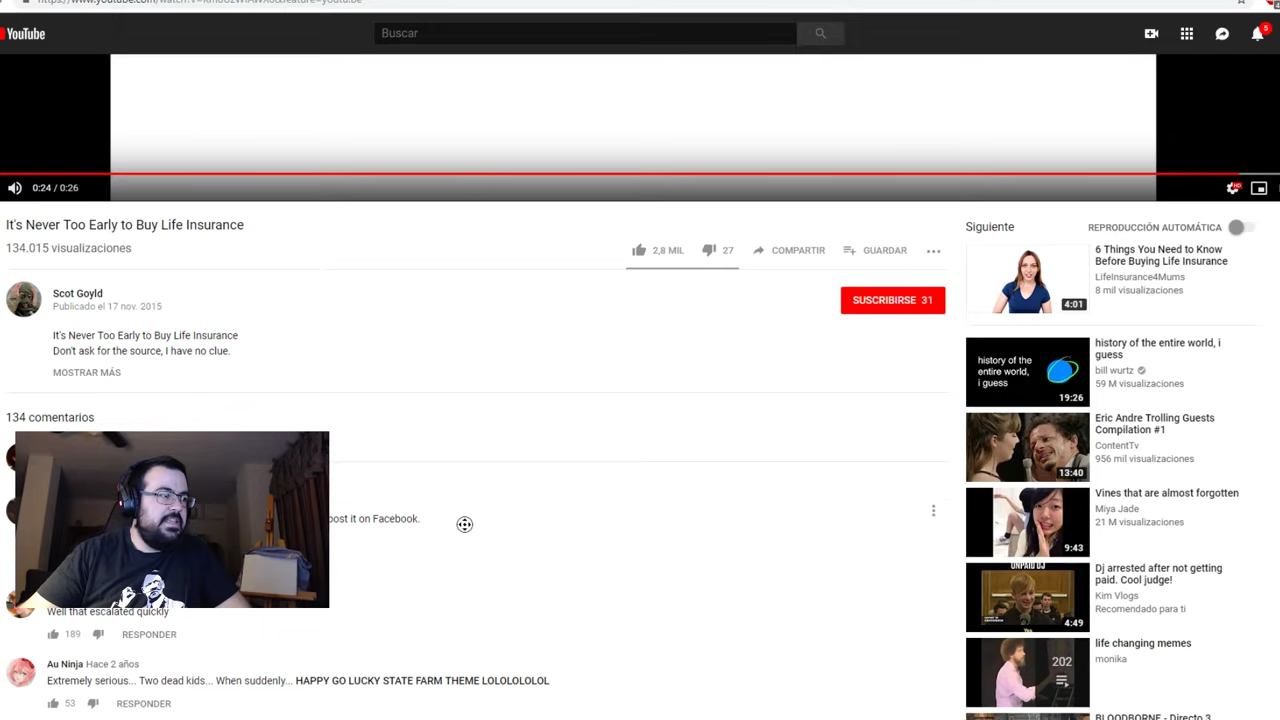 YouTube
Buscar
5
0:24 / 0:26
HD
It's Never Too Early to Buy Life Insurance
134.015 visualizaciones
2,8 MIL
27
COMPARTIR
GUARDAR
Scot Goyld
Publicado el 17 nov. 2015
SUSCRIBIRSE 31
It's Never Too Early to Buy Life Insurance
Don't ask for the source, I have no clue.
MOSTRAR MÁS
134 comentarios
post it on Facebook.
Well that escalated quickly
189
RESPONDER
Au Ninja Hace 2 años
Extremely serious... Two dead kids... When suddenly... HAPPY GO LUCKY STATE FARM THEME LOLOLOLOLOL
53
RESPONDER
Siguiente
REPRODUCCIÓN AUTOMÁTICA
6 Things You Need to Know
Before Buying Life Insurance
LifeInsurance4Mums
8 mil visualizaciones
4:01
history of the entire world, i
guess
bill wurtz
59 M visualizaciones
history of the
entire world,
i guess
19:26
Eric Andre Trolling Guests
Compilation #1
ContentTv
956 mil visualizaciones
13:40
Vines that are almost forgotten
Miya Jade
21 M visualizaciones
9:43
Dj arrested after not getting
paid. Cool judge!
Kim Vlogs
Recomendado para ti
UNPAID DJ
4:49
life changing memes
monika
202
BLOODBORNE - Directo 3